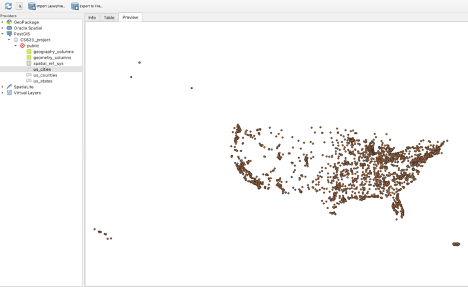 Import Layer/File...
Export to File...
Providers
Info
Table
Preview
GeoPackage
Oracle Spatial
PostGIS
OS621_project
public
geography_columns
geometry_columns
spatial_ref_sys
us_cities
us_counties
us_states
SpatiaLite
Virtual Layers